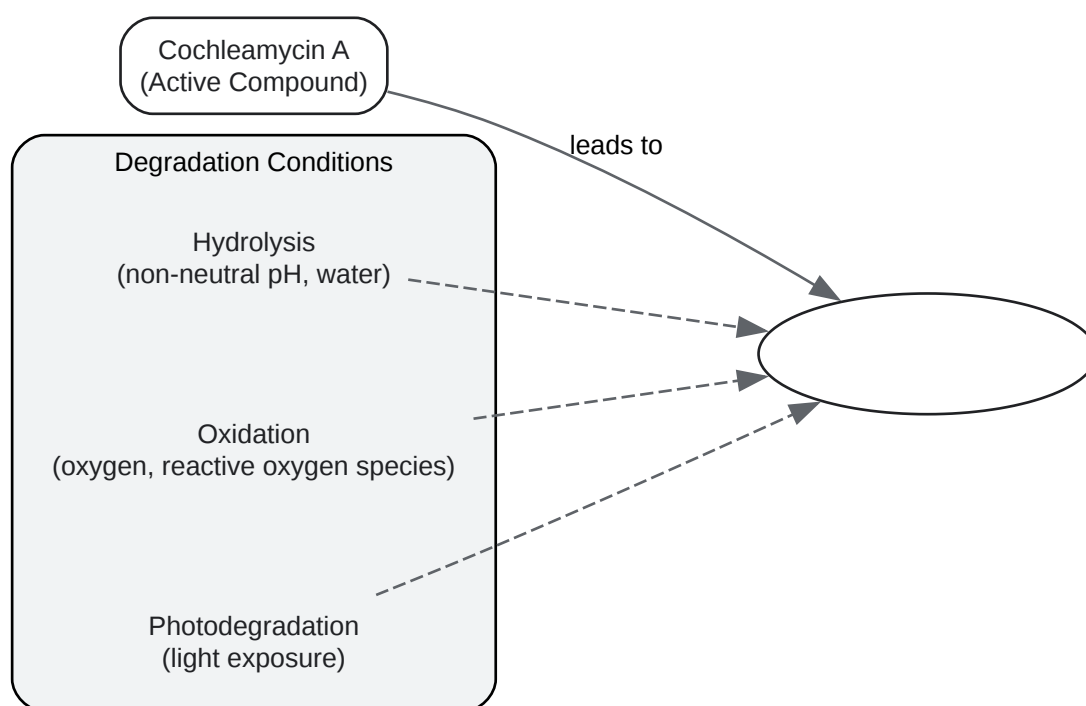 Cochleamycin A
(Active Compound)
leads to
Degradation Conditions
Hydrolysis
(non-neutral pH, water)
Oxidation
(oxygen, reactive oxygen species)
Photodegradation
(light exposure)